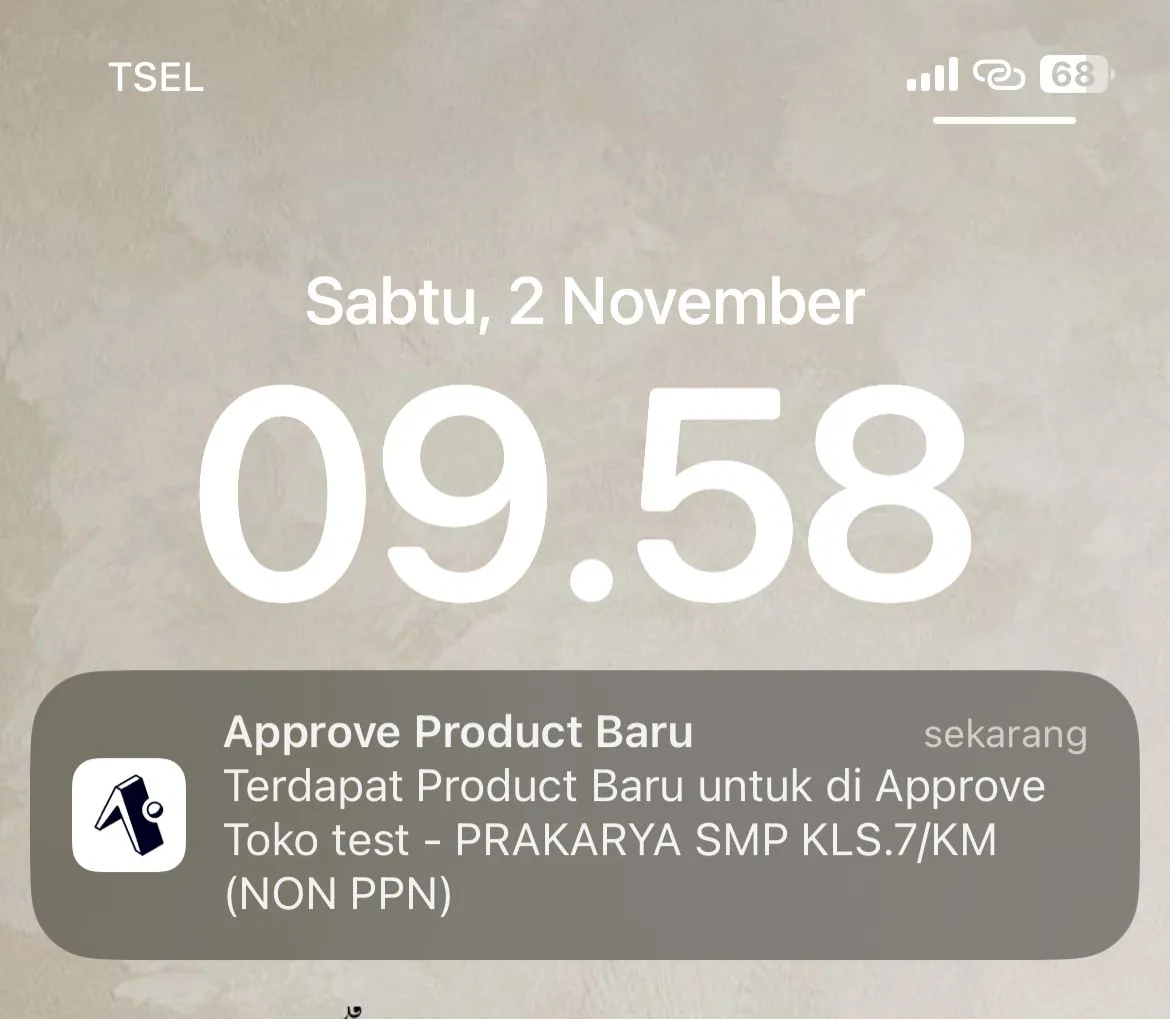 TSEL
68
Sabtu, 2 November
09.58
Approve Product Baru
sekarang
Terdapat Product Baru untuk di Approve
Toko test - PRAKARYA SMP KLS.7/KM
(NON PPN)